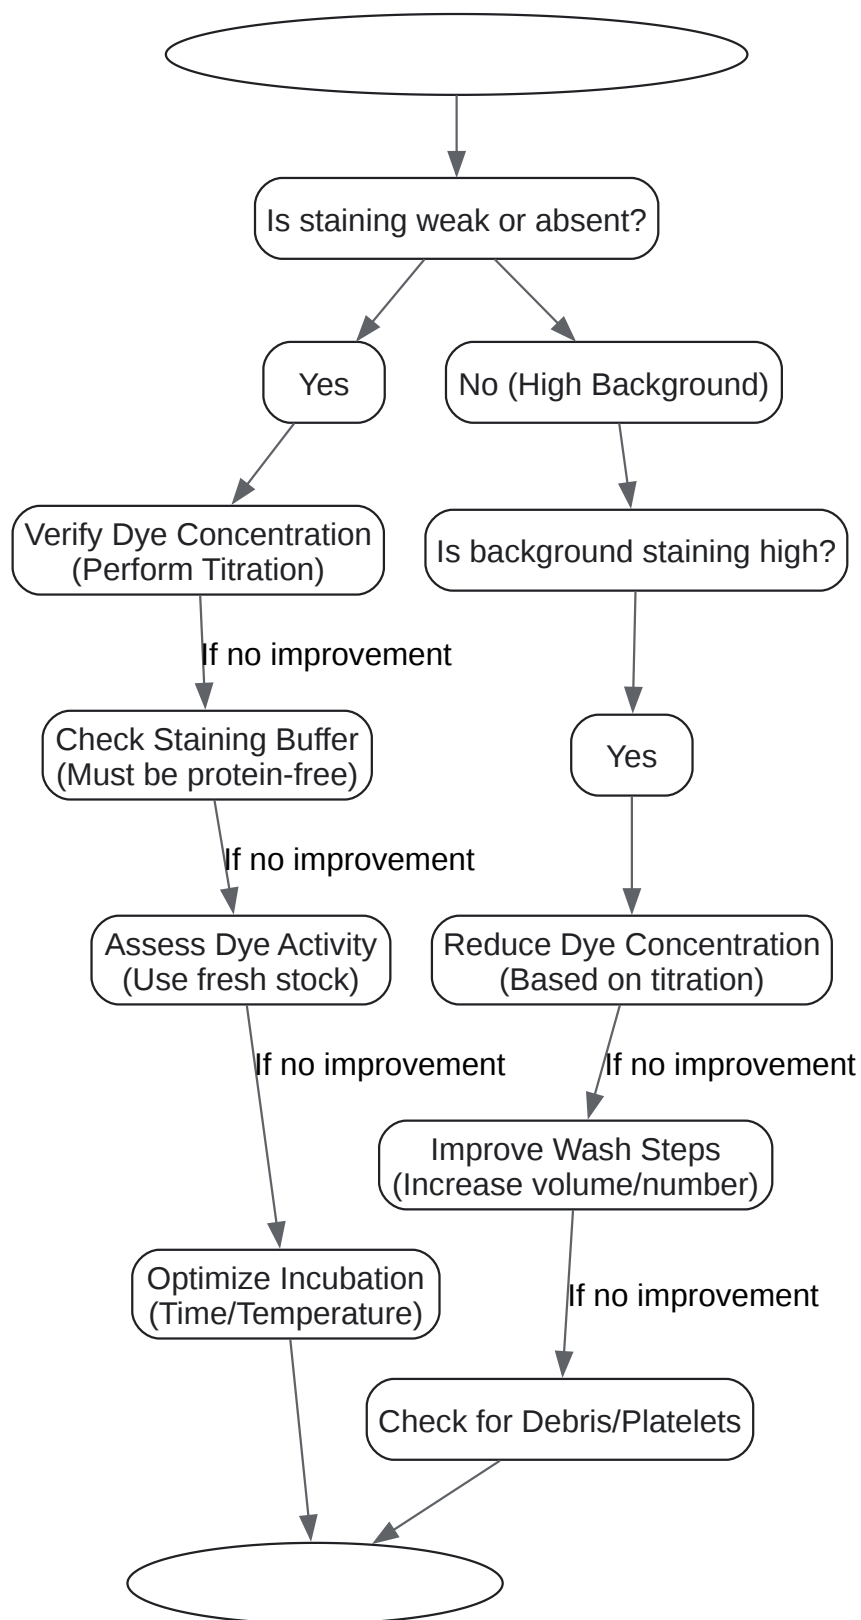 Is staining weak or absent?
Yes
No (High Background)
Verify Dye Concentration
(Perform Titration)
Is background staining high?
If no improvement
Check Staining Buffer
(Must be protein-free)
Yes
If no improvement
Assess Dye Activity
(Use fresh stock)
Reduce Dye Concentration
(Based on titration)
If no improvement
If no improvement
Improve Wash Steps
(Increase volume/number)
Optimize Incubation
(Time/Temperature)
If no improvement
Check for Debris/Platelets